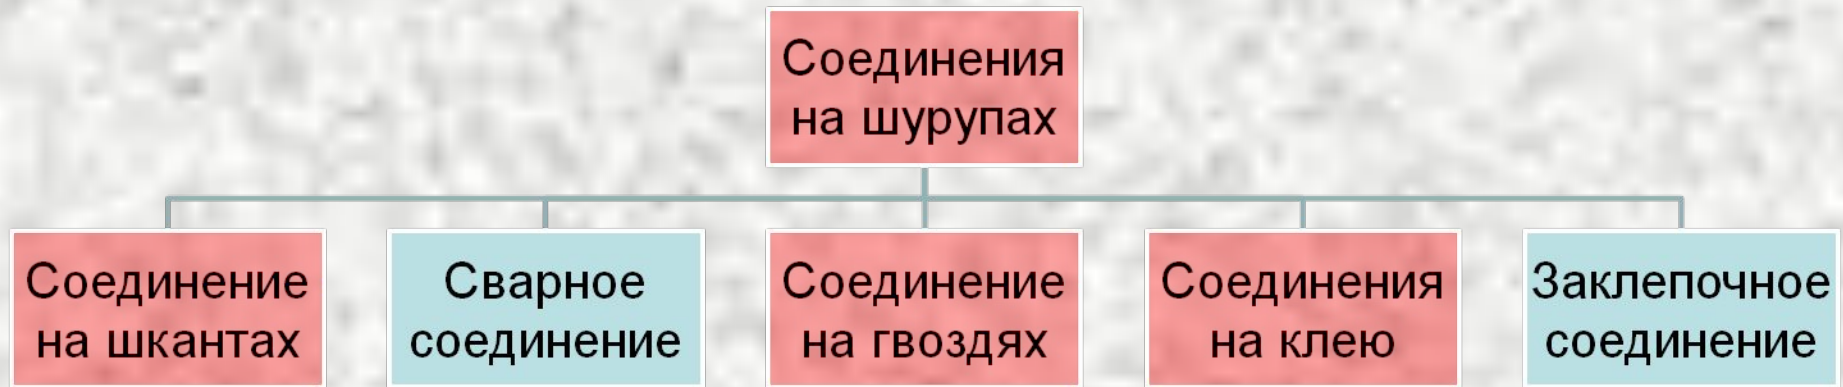 Соединения
на шурупах
Соединение
на шкантах
Сварное
соединение
Соединение
на гвоздях
Соединения
на клею
Заклепочное
соединение